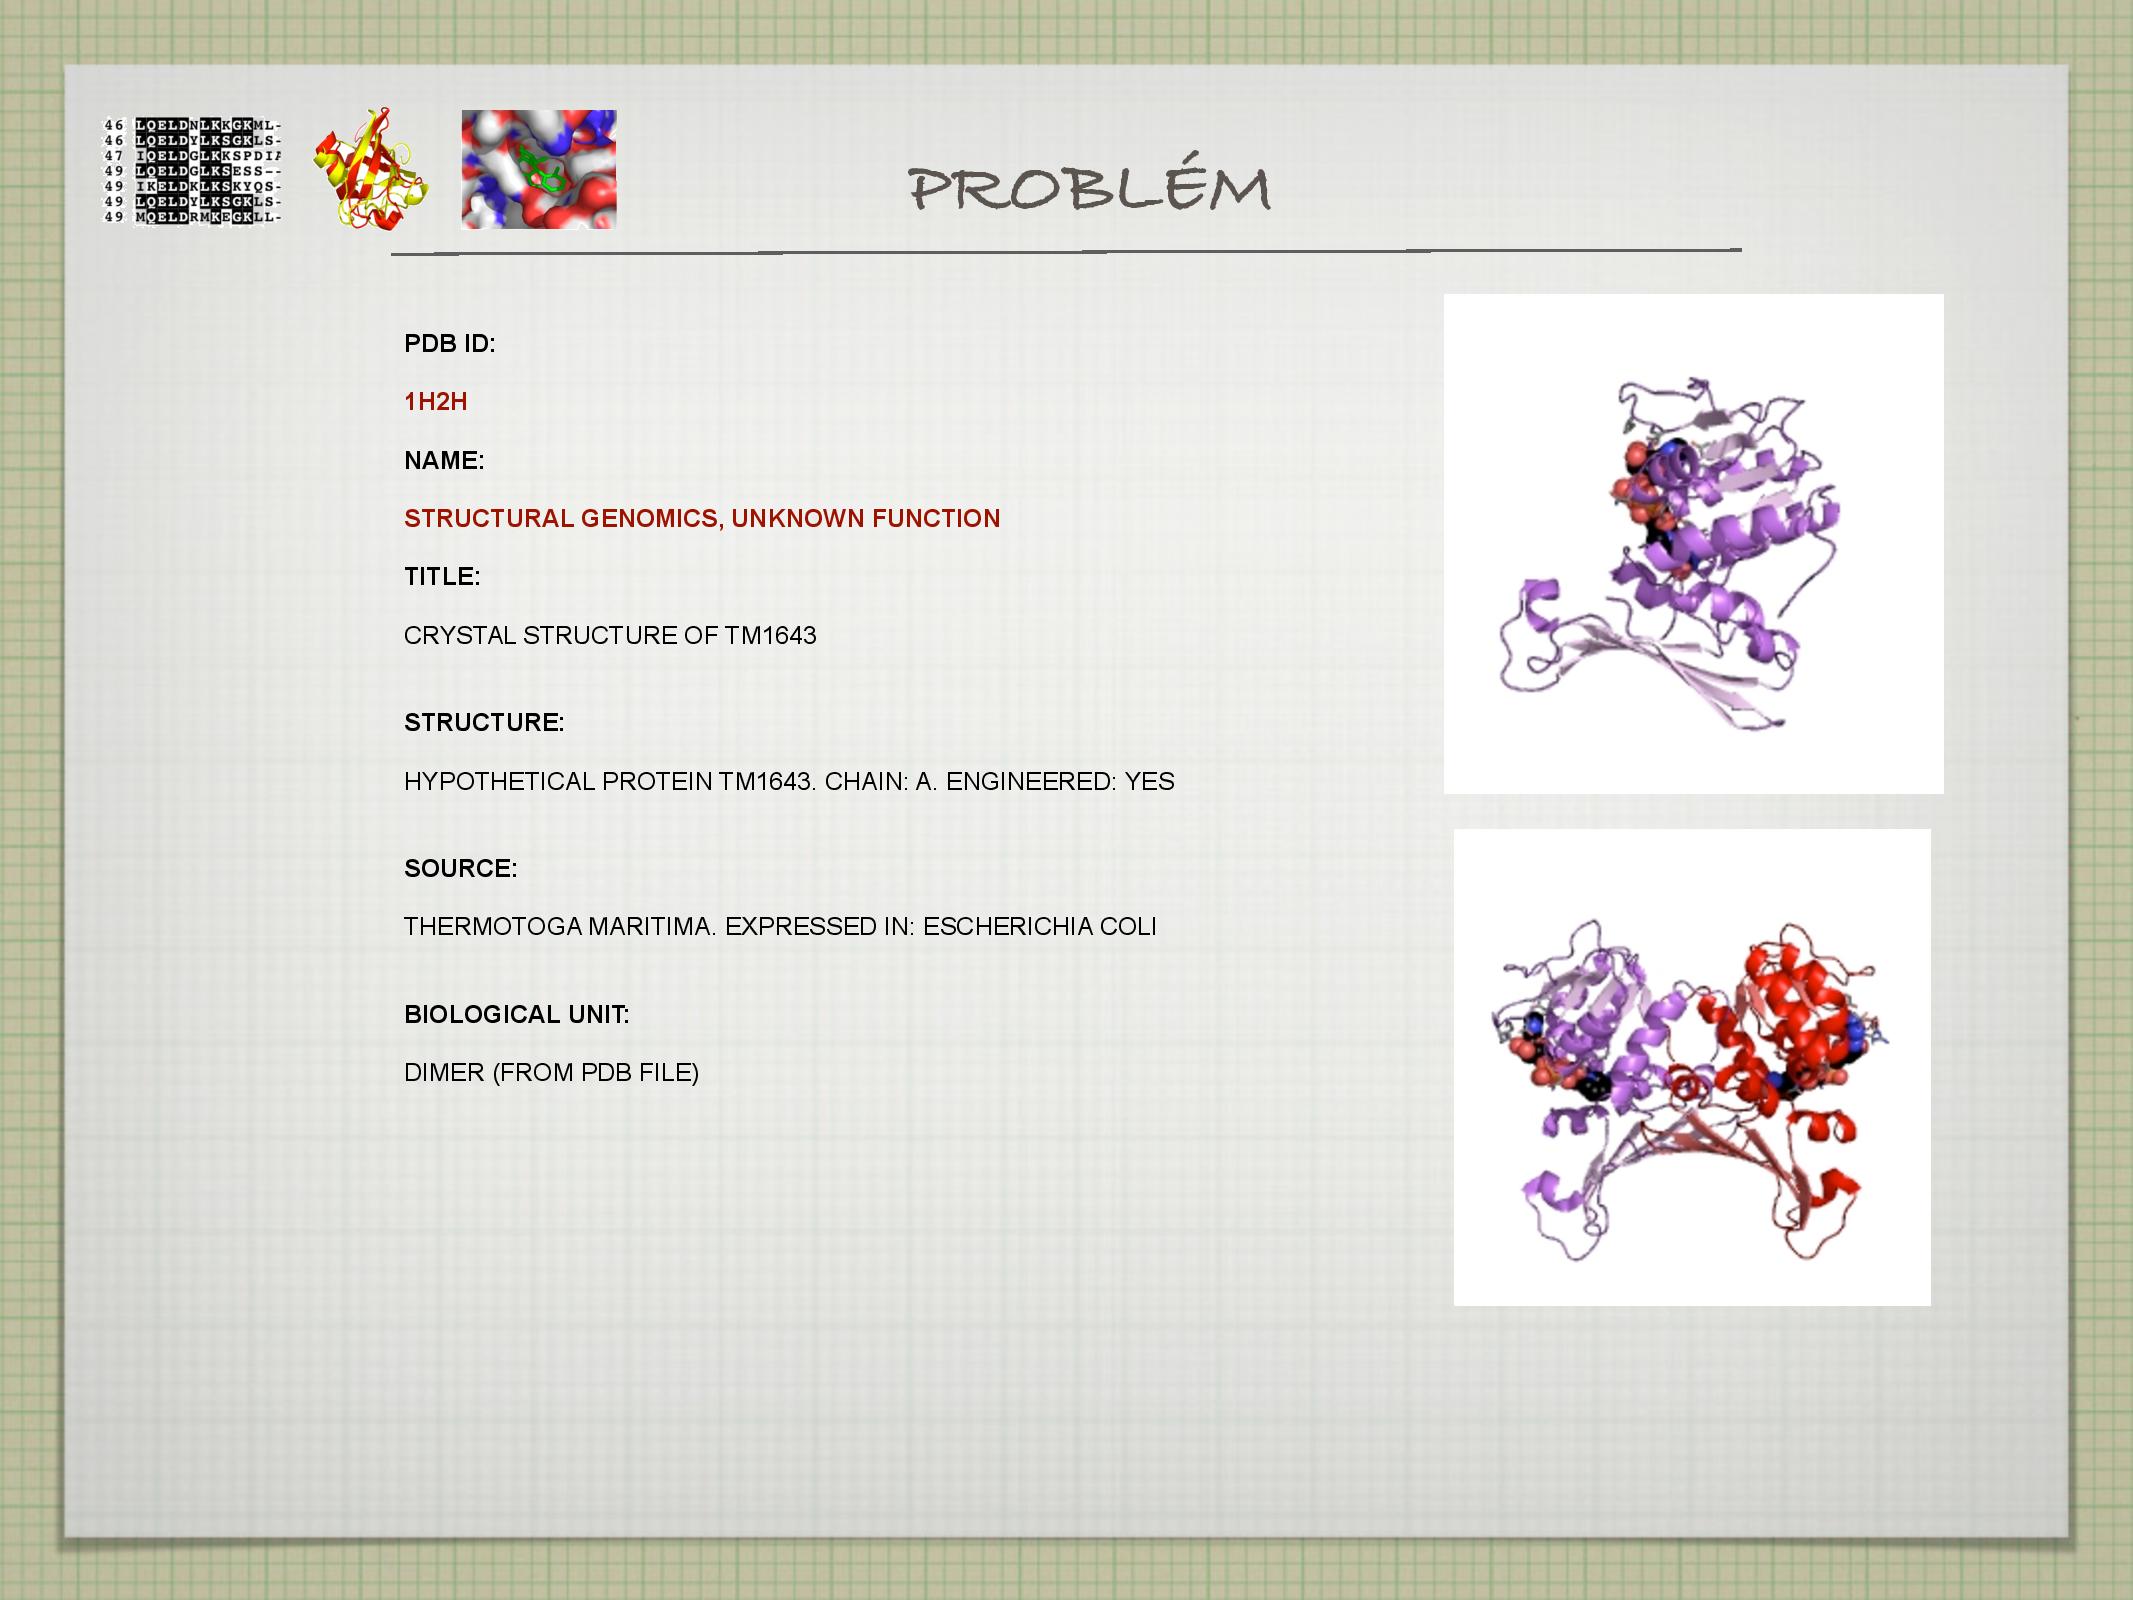 46 LQELDNLKKGKML-
46 LQELDYLKSGKLS-
47 IQELDGLKKSPDIA
49 LQELDGLKSESS--
49 IKELDKLKSKYQS-
49 LQELDYLKSGKLS-
49 MQELDRMKEGKLL-
PROBLÉM
PDB ID:
1H2H
NAME:
STRUCTURAL GENOMICS, UNKNOWN FUNCTION
TITLE:
CRYSTAL STRUCTURE OF TM1643
STRUCTURE:
HYPOTHETICAL PROTEIN TM1643. CHAIN: A. ENGINEERED: YES
SOURCE:
THERMOTOGA MARITIMA. EXPRESSED IN: ESCHERICHIA COLI
BIOLOGICAL UNIT:
DIMER (FROM PDB FILE)